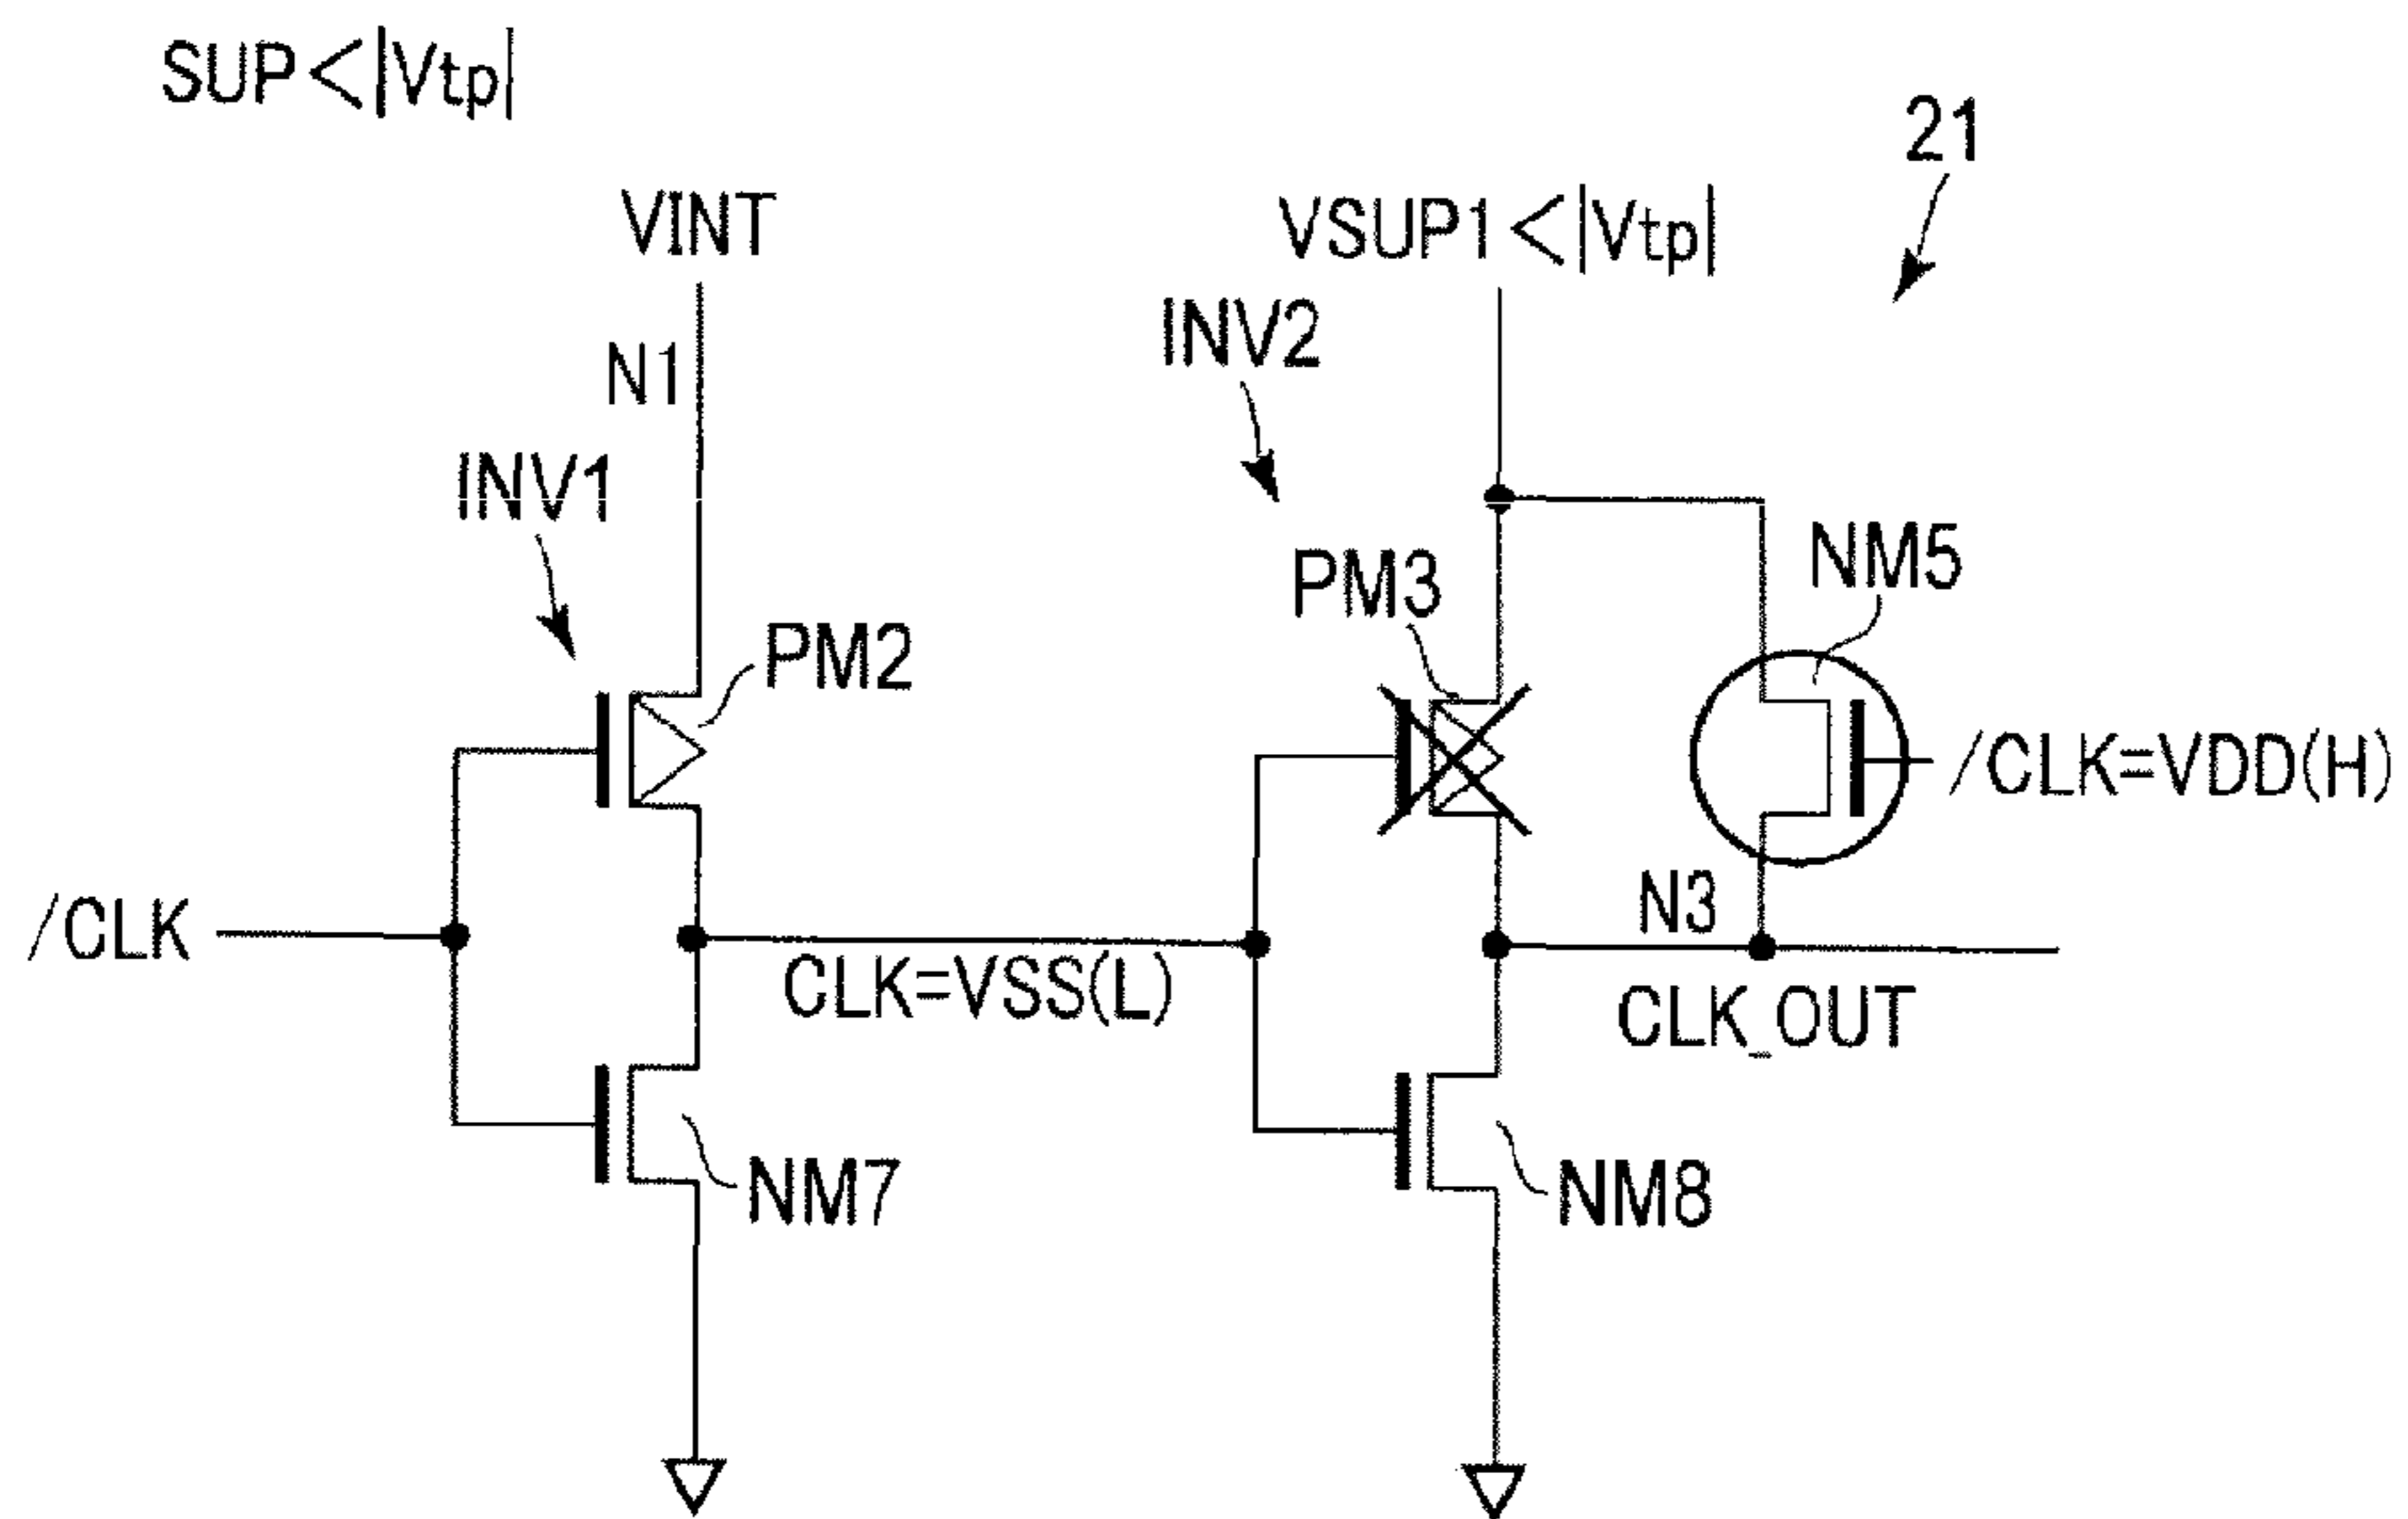 SUP<|Vtp|
21
VINT
VSUP1<|Vtp|
N1
INV2
INV1
NM5
PM3
PM2
/CLK=VDD(H)
N3
/CLK
CLK=VSS(L)
CLK_OUT
NM7
NM8